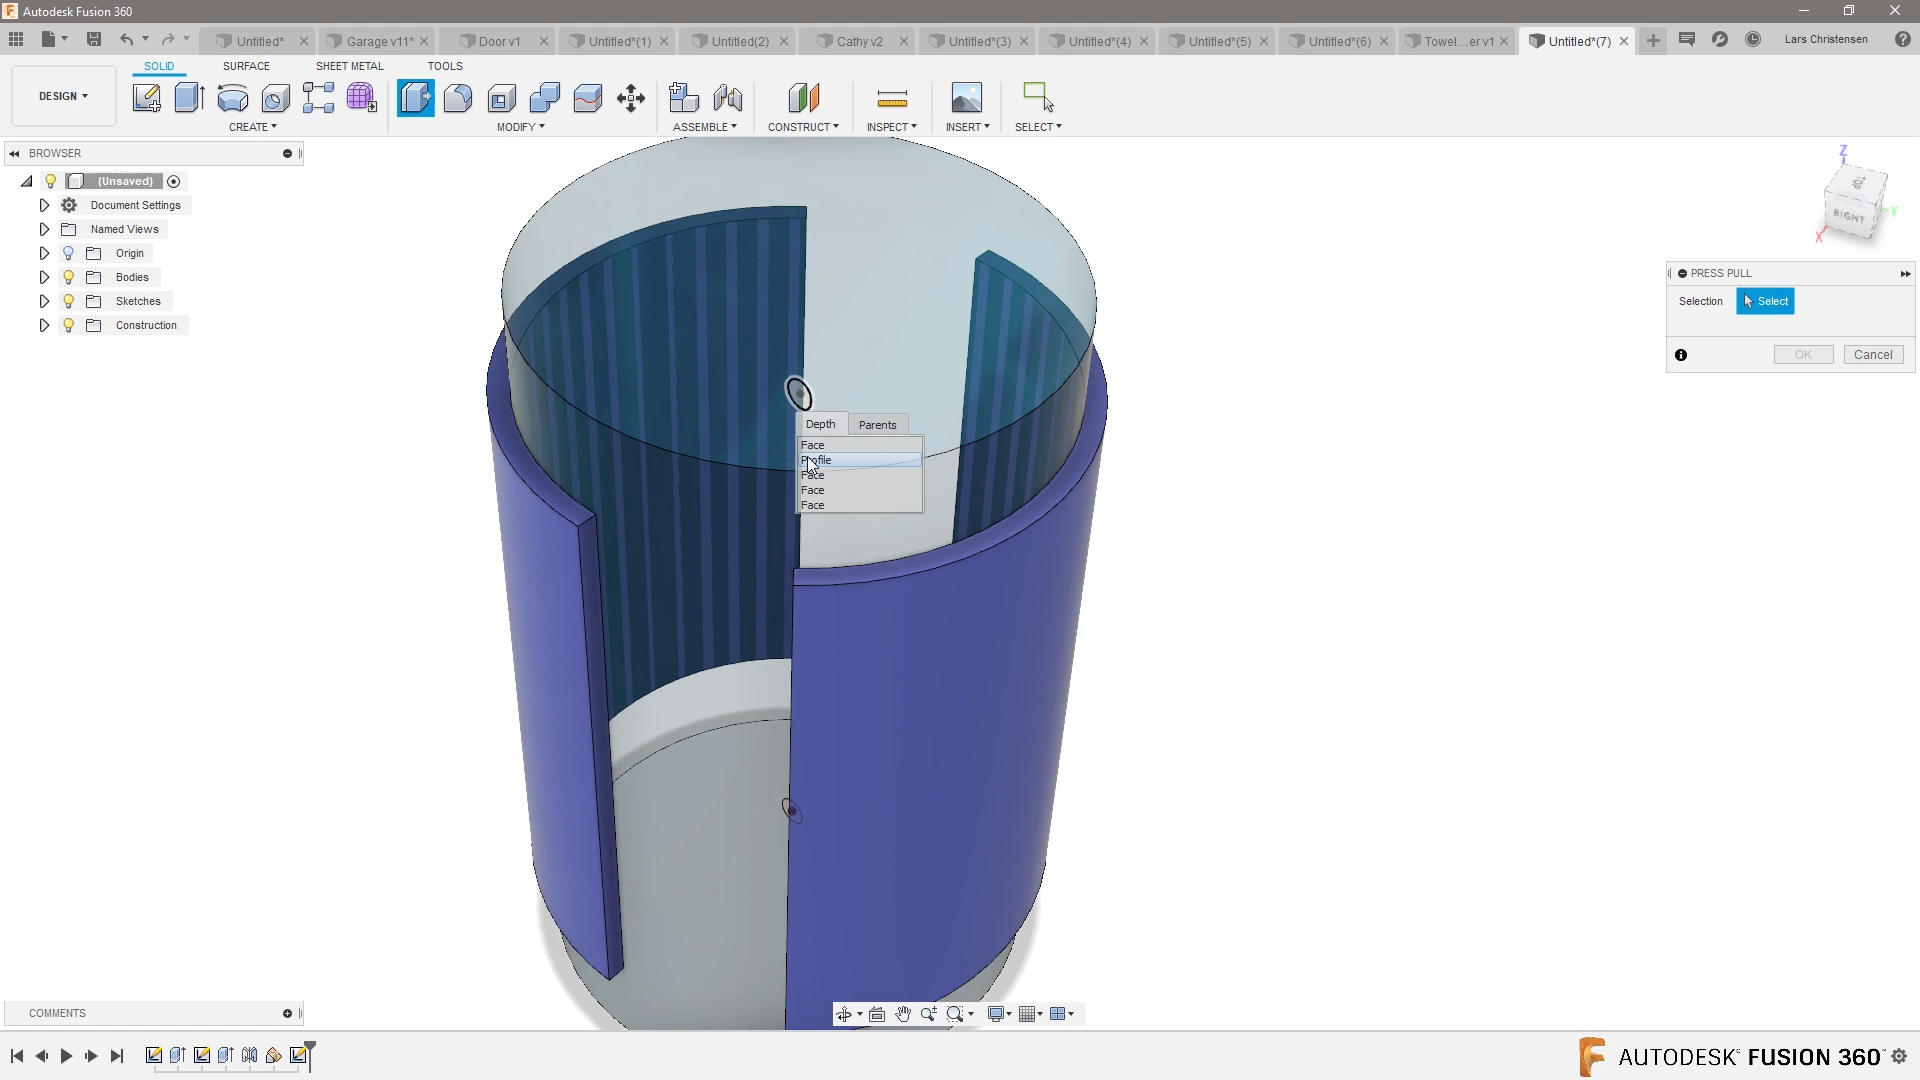 Autodesk Fusion 360
Untitled*
Garage v11*
Door v1
Untitled*(1)
Untitled(2)
Cathy v2
Untitled*(3)
Untitled*(4)
Untitled*(5)
Untitled*(6)
Towel...er v1
Untitled*(7)
Lars Christensen
SOLID
SURFACE
SHEET METAL
TOOLS
DESIGN
CREATE
MODIFY
ASSEMBLE
CONSTRUCT
INSPECT
INSERT
SELECT
BROWSER
(Unsaved)
Document Settings
Named Views
Origin
Bodies
Sketches
Construction
Z
TOP
RIGHT
Y
X
PRESS PULL
Selection
Select
OK
Cancel
Depth
Parents
Face
Profile
Face
Face
Face
COMMENTS
AUTODESK FUSION 360